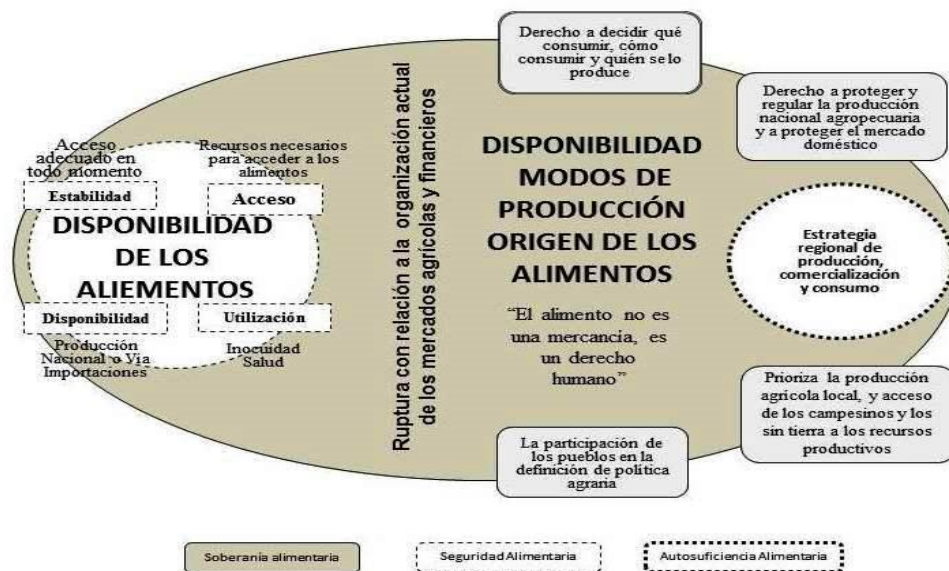 Derecho a decidir qué
consumir, cómo
consumir y quién se lo
produce
Derecho a proteger y
regular la producción
nacional agropecuaria
y a proteger el mercado
doméstico
Acceso
adecuado en
todo momento
Estabilidad
Recursos necesarios
para acceder a los
alimentos
Acceso
DISPONIBILIDAD
DE LOS
ALIEMENTOS
Disponibilidad
Producción
Nacional o Vía
Importaciones
Utilización
Inocuidad
Salud
Ruptura con relación a la organización actual
de los mercados agrícolas y financieros
DISPONIBILIDAD
MODOS DE
PRODUCCIÓN
ORIGEN DE LOS
ALIMENTOS
“El alimento no es
una mercancía, es
un derecho
humano”
Estrategia
regional de
producción,
comercialización
y consumo
Prioriza la producción
agrícola local, y acceso
de los campesinos y los
sin tierra a los recursos
productivos
La participación de
los pueblos en la
definición de política
agraria
Soberanía alimentaria
Seguridad Alimentaria
Autosuficiencia Alimentaria